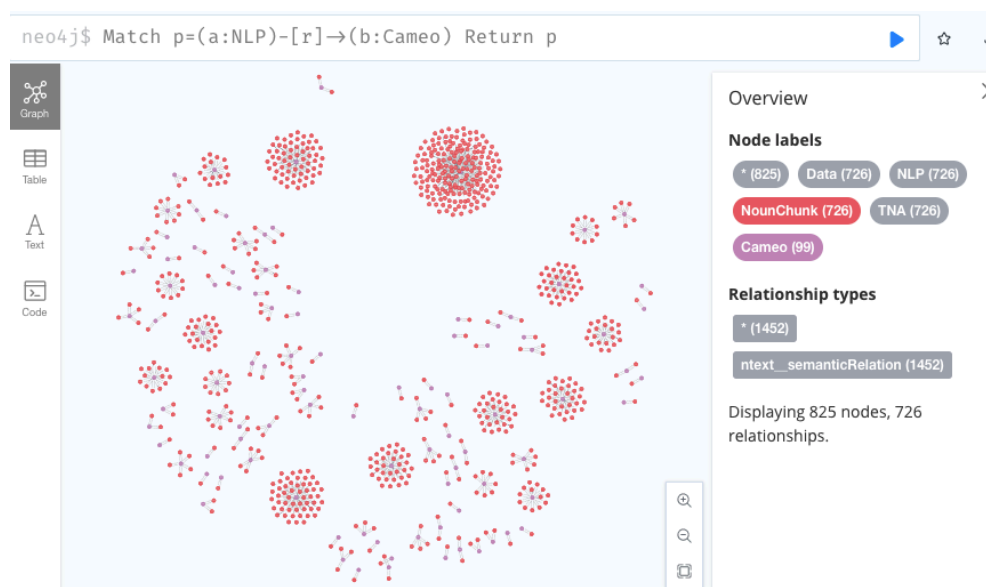 neo4j$ Match p=(a:NLP)-[r]→(b:Cameo) Return p
Graph
Table
A
Text
Code
Overview
Node labels
* (825) Data (726) NLP (726)
NounChunk (726) TNA (726)
Cameo (99)
Relationship types
* (1452)
ntext__semanticRelation (1452)
Displaying 825 nodes, 726
relationships.